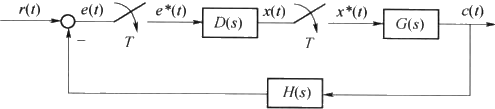 r(t) e(t) e*(t) D(s) x(t) x*(t) G(s) c(t)
− T T
H(s)